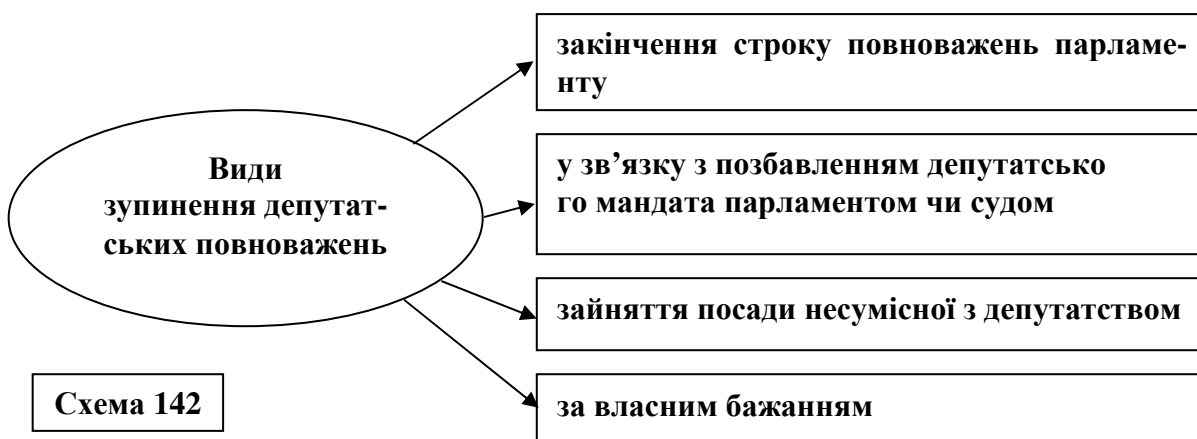 Види
зупинення депутат-
ських повноважень
закінчення строку повноважень парламе-
нту
у зв’язку з позбавленням депутатсько
го мандата парламентом чи судом
зайняття посади несумісної з депутатством
за власним бажанням
Схема 142